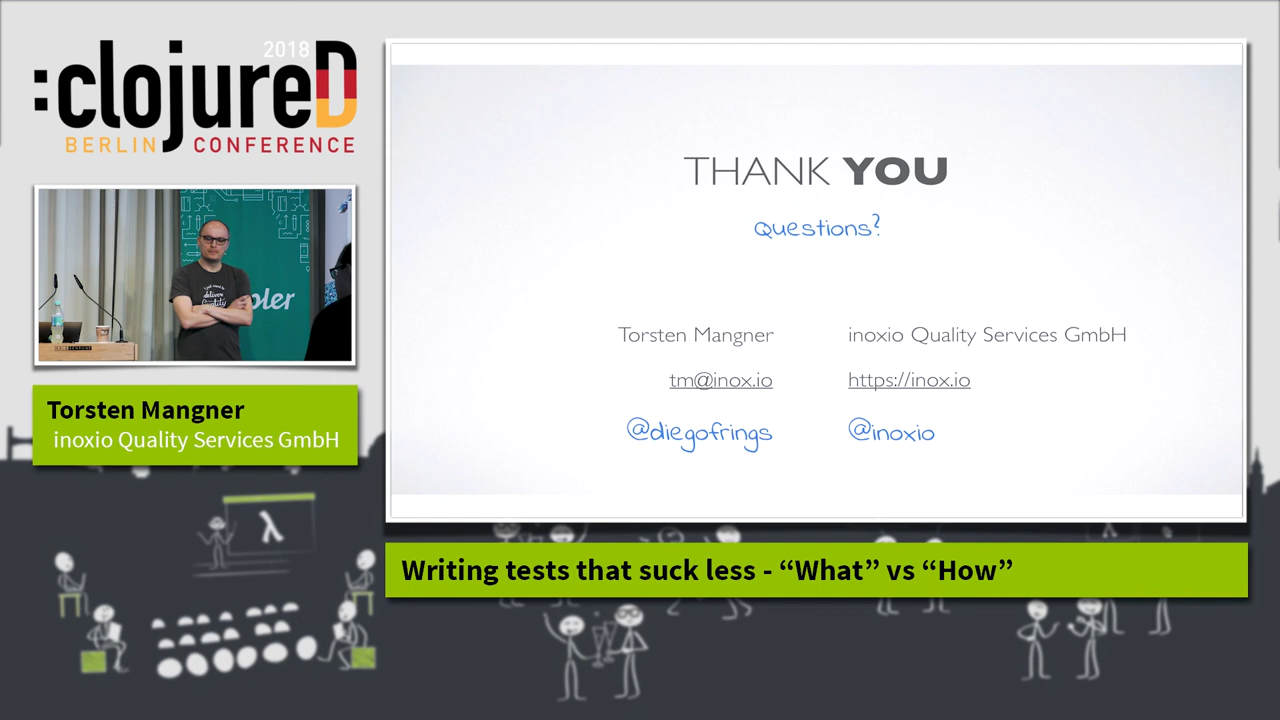 2018
:clojureD
BERLIN CONFERENCE
deliver
Torsten Mangner
inoxio Quality Services GmbH
THANK YOU
Questions?
Torsten Mangner
inoxio Quality Services GmbH
tm@inox.io
https://inox.io
@diegofrings
@inoxio
Writing tests that suck less - “What” vs “How”
λ